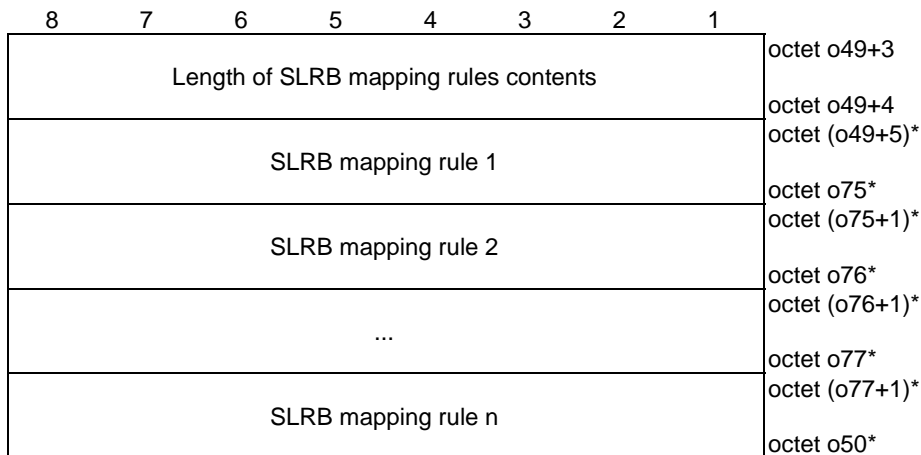 8 7 6 5 4 3 2 1
octet o49+3
Length of SLRB mapping rules contents
octet o49+4
octet (o49+5)*
SLRB mapping rule 1
octet o75*
octet (o75+1)*
SLRB mapping rule 2
octet o76*
octet (o76+1)*
...
octet o77*
octet (o77+1)*
SLRB mapping rule n
octet o50*